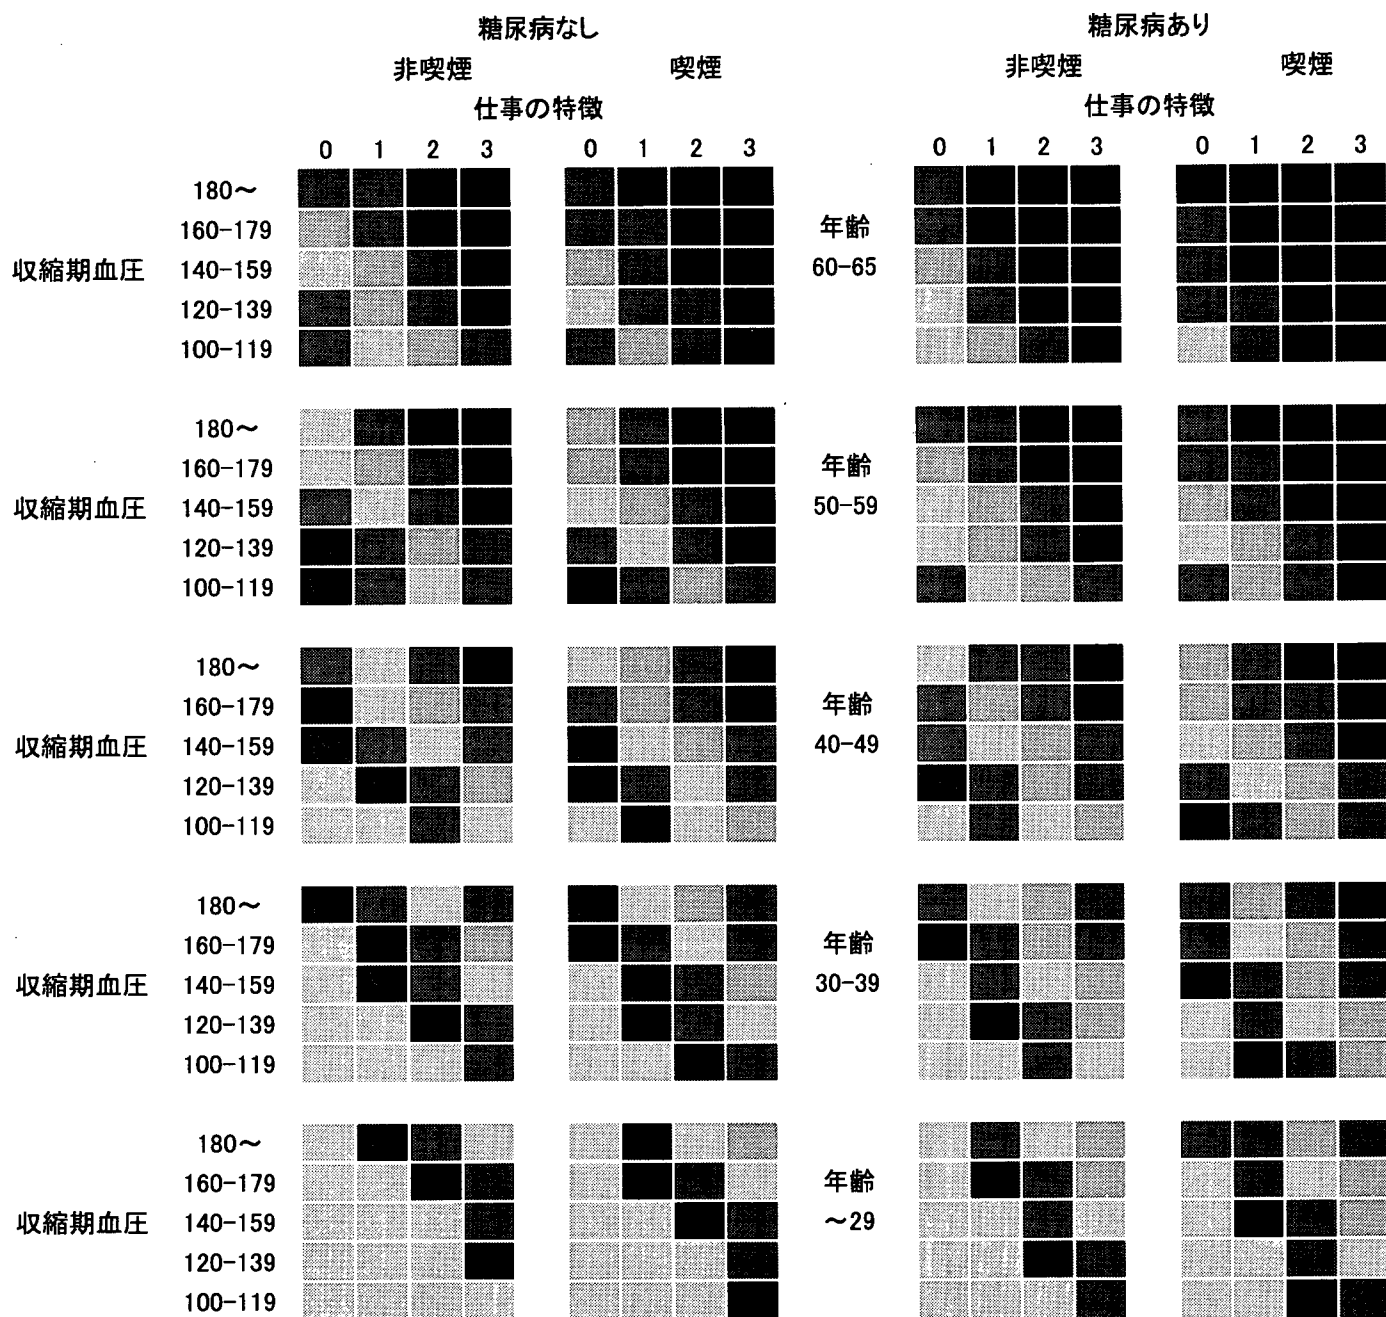 糖尿病なし 糖尿病あり
非喫煙 喫煙 非喫煙 喫煙
仕事の特徴 仕事の特徴
0 1 2 3 0 1 2 3 0 1 2 3 0 1 2 3
180～
160-179 年齢
収縮期血圧 140-159 60-65
120-139
100-119
180～
160-179 年齢
収縮期血圧 140-159 50-59
120-139
100-119
180～
160-179 年齢
収縮期血圧 140-159 40-49
120-139
100-119
180～
160-179 年齢
収縮期血圧 140-159 30-39
120-139
100-119
180～
160-179 年齢
収縮期血圧 140-159 ～29
120-139
100-119